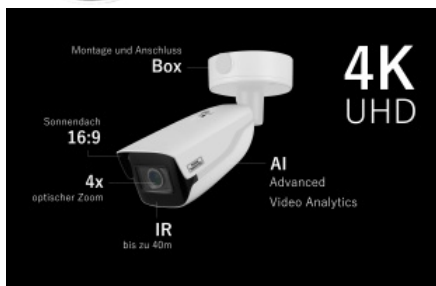 Montage und Anschluss
Box
4K
UHD
Sonnendach
16:9
4x
optischer Zoom
AI
Advanced
Video Analytics
IR
bis zu 40m